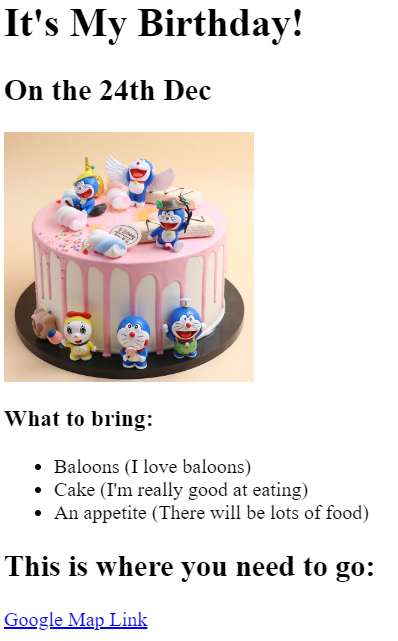 It's My Birthday!
On the 24th Dec
What to bring:
Baloons (I love baloons)
Cake (I'm really good at eating)
An appetite (There will be lots of food)
This is where you need to go:
Google Map Link